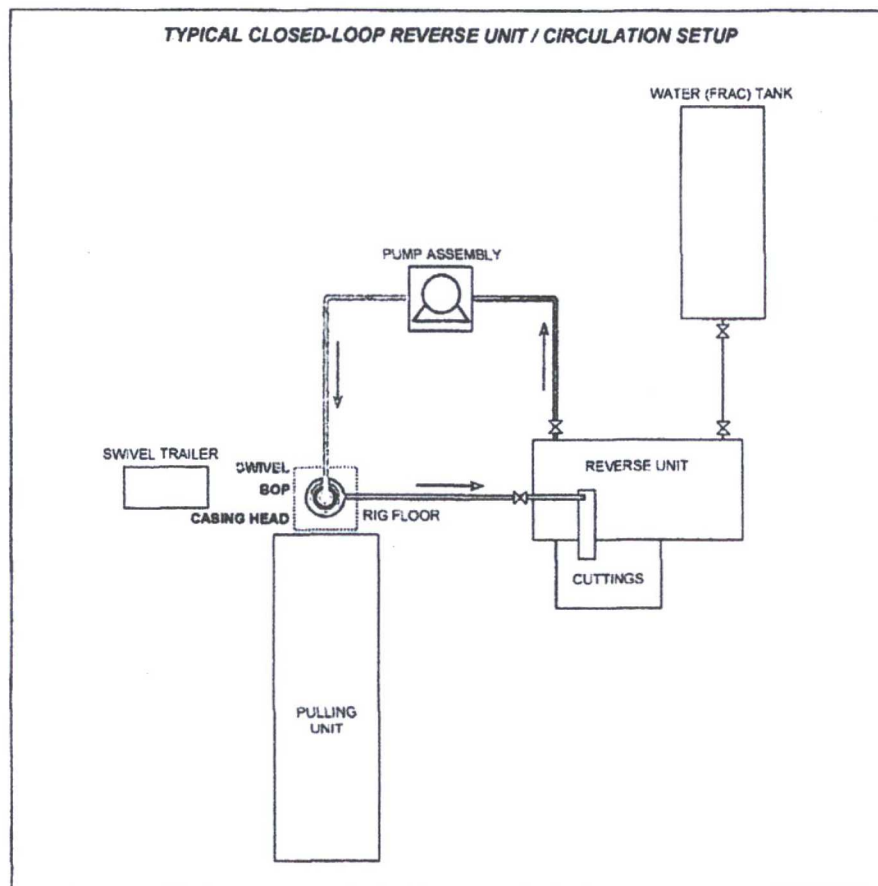 TYPICAL CLOSED-LOOP REVERSE UNIT / CIRCULATION SETUP
WATER (FRAC) TANK
PUMP ASSEMBLY
SWIVEL TRAILER
SWIVEL
BOP
CASING HEAD
RIG FLOOR
REVERSE UNIT
CUTTINGS
PULLING
UNIT